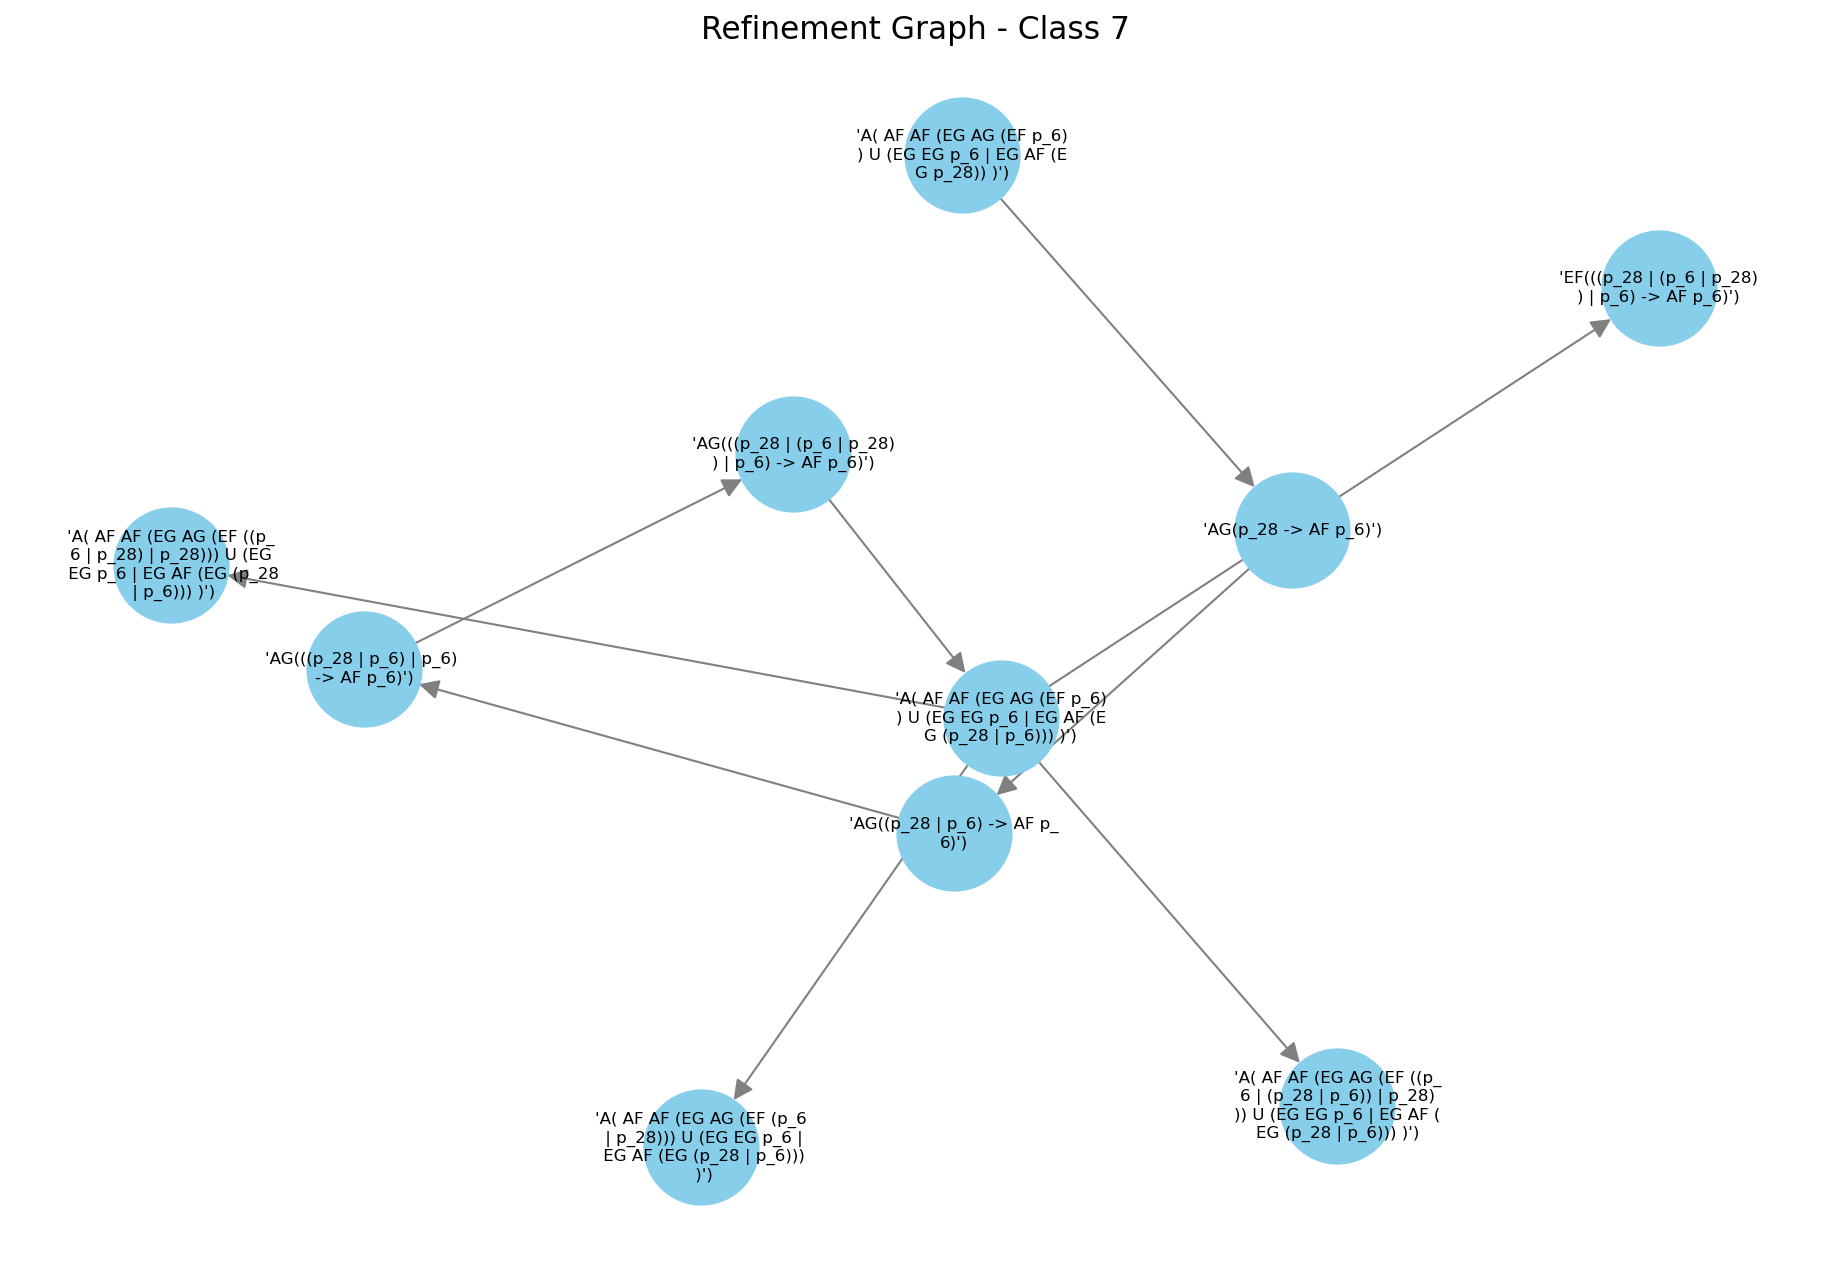 Refinement Graph - Class 7
'A( AF AF (EG AG (EF p_6)
) U (EG EG p_6 | EG AF (E
G p_28)) )')
'EF(((p_28 | (p_6 | p_28)
) | p_6) -> AF p_6)')
'AG(((p_28 | (p_6 | p_28)
) | p_6) -> AF p_6)')
'AG(p_28 -> AF p_6)')
'A( AF AF (EG AG (EF ((p_
6 | p_28) | p_28))) U (EG
EG p_6 | EG AF (EG (p_28
| p_6))) )')
'AG(((p_28 | p_6) | p_6)
-> AF p_6)')
'A( AF AF (EG AG (EF p_6)
) U (EG EG p_6 | EG AF (E
G (p_28 | p_6))) )')
'AG((p_28 | p_6) -> AF p_
6)')
'A( AF AF (EG AG (EF (p_6
| p_28))) U (EG EG p_6 |
EG AF (EG (p_28 | p_6)))
)')
'A( AF AF (EG AG (EF ((p_
6 | (p_28 | p_6)) | p_28)
)) U (EG EG p_6 | EG AF (
EG (p_28 | p_6))) )')